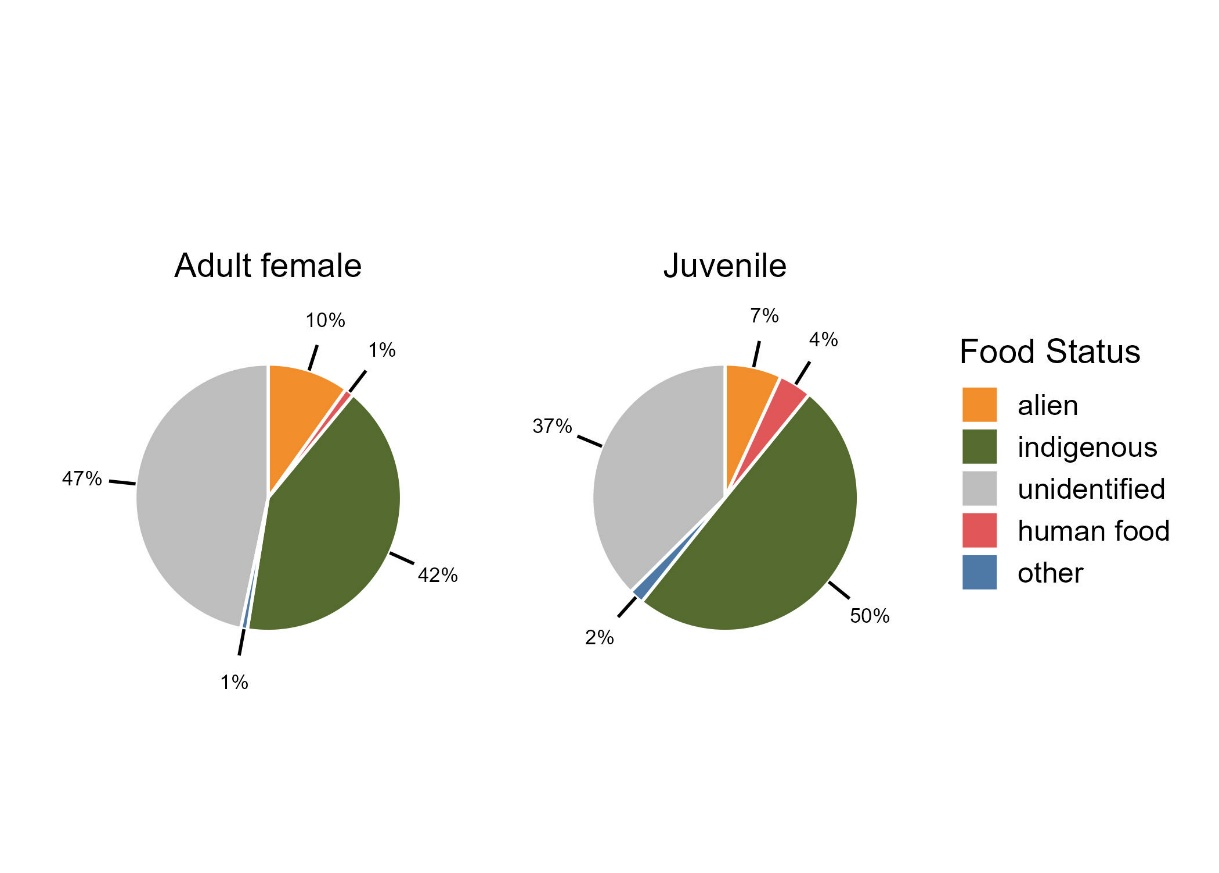 Adult female
10%
1%
47%
42%
1%
Juvenile
7%
4%
37%
50%
2%
Food Status
alien
indigenous
unidentified
human food
other